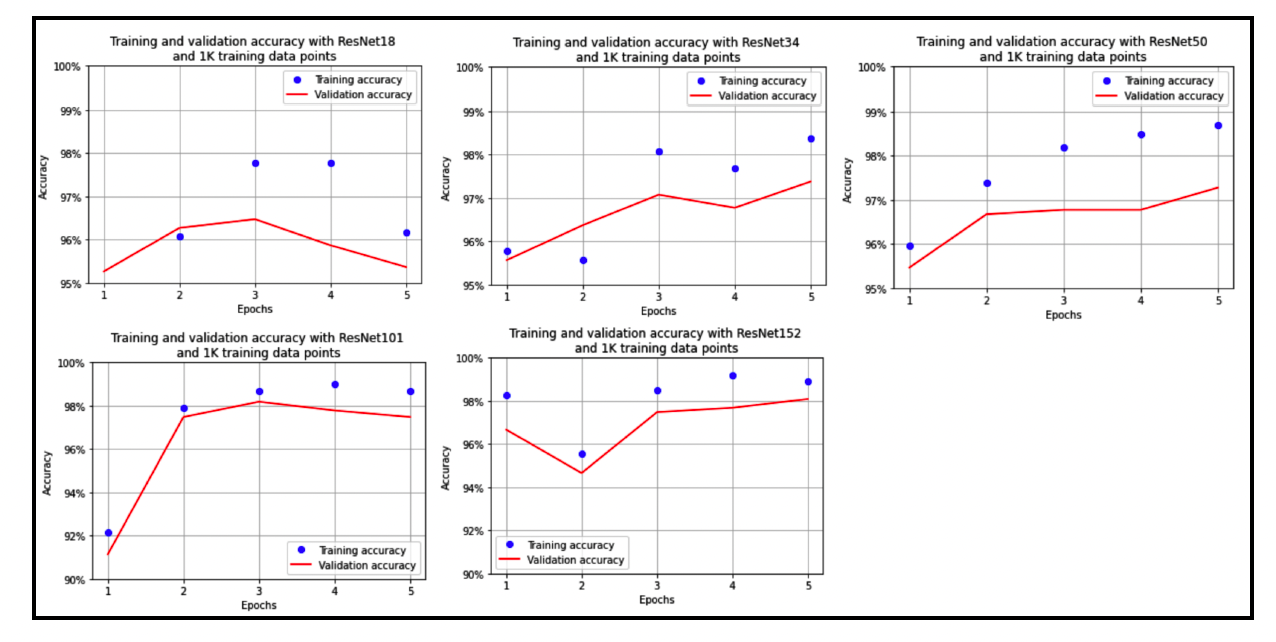 Training and validation accuracy with ResNet18
and 1K training data points
100%
99%
98%
97%
96%
95%
Accuracy
Training accuracy
Validation accuracy
1 2 3 4 5
Epochs
Training and validation accuracy with ResNet34
and 1K training data points
100%
99%
98%
97%
96%
95%
Accuracy
Training accuracy
Validation accuracy
1 2 3 4 5
Epochs
Training and validation accuracy with ResNet50
and 1K training data points
100%
99%
98%
97%
96%
95%
Accuracy
Training accuracy
Validation accuracy
1 2 3 4 5
Epochs
Training and validation accuracy with ResNet101
and 1K training data points
100%
98%
96%
94%
92%
90%
Accuracy
Training accuracy
Validation accuracy
1 2 3 4 5
Epochs
Training and validation accuracy with ResNet152
and 1K training data points
100%
98%
96%
94%
92%
90%
Accuracy
Training accuracy
Validation accuracy
1 2 3 4 5
Epochs